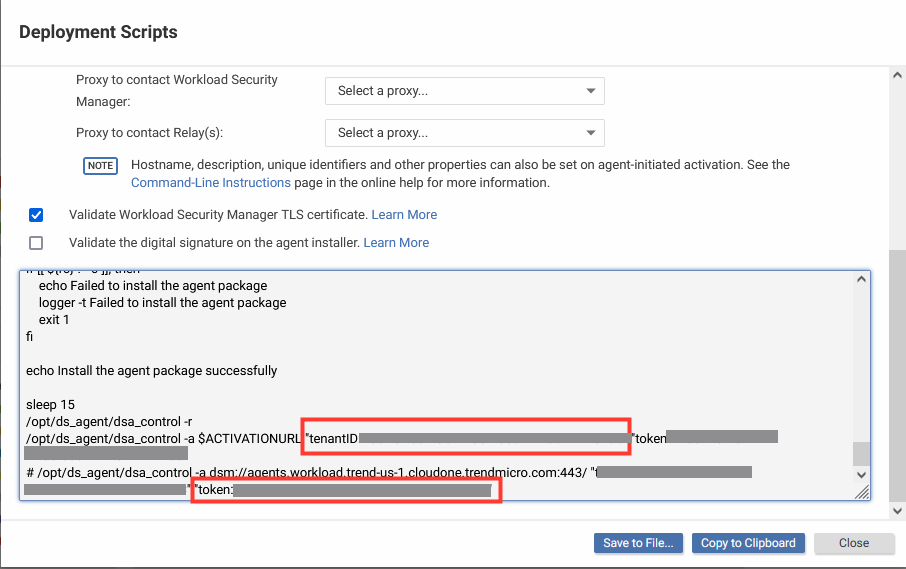 Deployment Scripts
Proxy to contact Workload Security
Manager:
Select a proxy...
Proxy to contact Relay(s):
Select a proxy...
NOTE
Hostname, description, unique identifiers and other properties can also be set on agent-initiated activation. See the
Command-Line Instructions page in the online help for more information.
Validate Workload Security Manager TLS certificate. Learn More
Validate the digital signature on the agent installer. Learn More
echo Failed to install the agent package
logger -t Failed to install the agent package
exit 1
fi
echo Install the agent package successfully
sleep 15
/opt/ds_agent/dsa_control -r
/opt/ds_agent/dsa_control -a $ACTIVATIONURL "tenantID "token
# /opt/ds_agent/dsa_control -a dsm://agents.workload.trend-us-1.cloudone.trendmicro.com:443/ "t
" "token:
Save to File...
Copy to Clipboard
Close